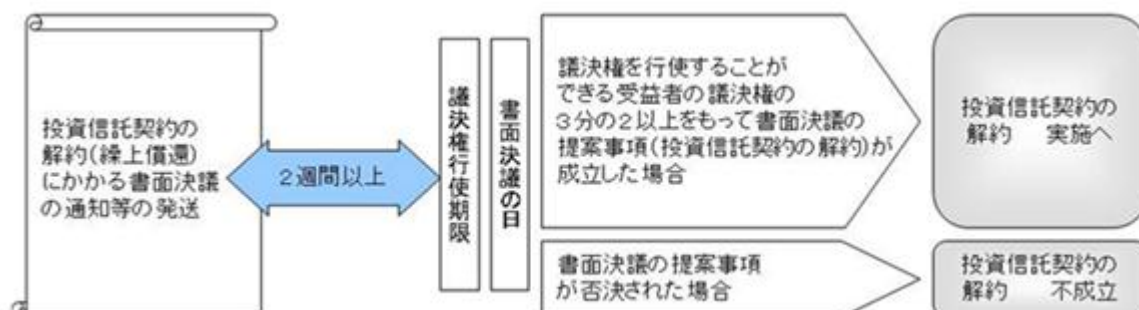 投資信託契約の
解約(繰上償還)
にかかる書面決議
の通知等の発送
２週間以上
議決権行使期限
書面決議の日
議決権を行使することが
できる受益者の議決権の
３分の２以上をもって書面決議の
提案事項(投資信託契約の解約)が
成立した場合
投資信託契約の
解約　実施へ
書面決議の提案事項
が否決された場合
投資信託契約の
解約　不成立